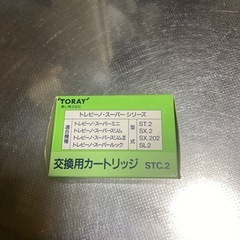 "TORAY"
東レ株式会社
トレビーノ・スーパー シリーズ
適合機種
型式
トレビーノ・スーパーミニ ST.2
トレビーノ・スーパースリム SX.2
トレビーノ・スーパースリムⅡ SX.202
トレビーノ・スーパールック SL2
交換用カートリッジ STC.2